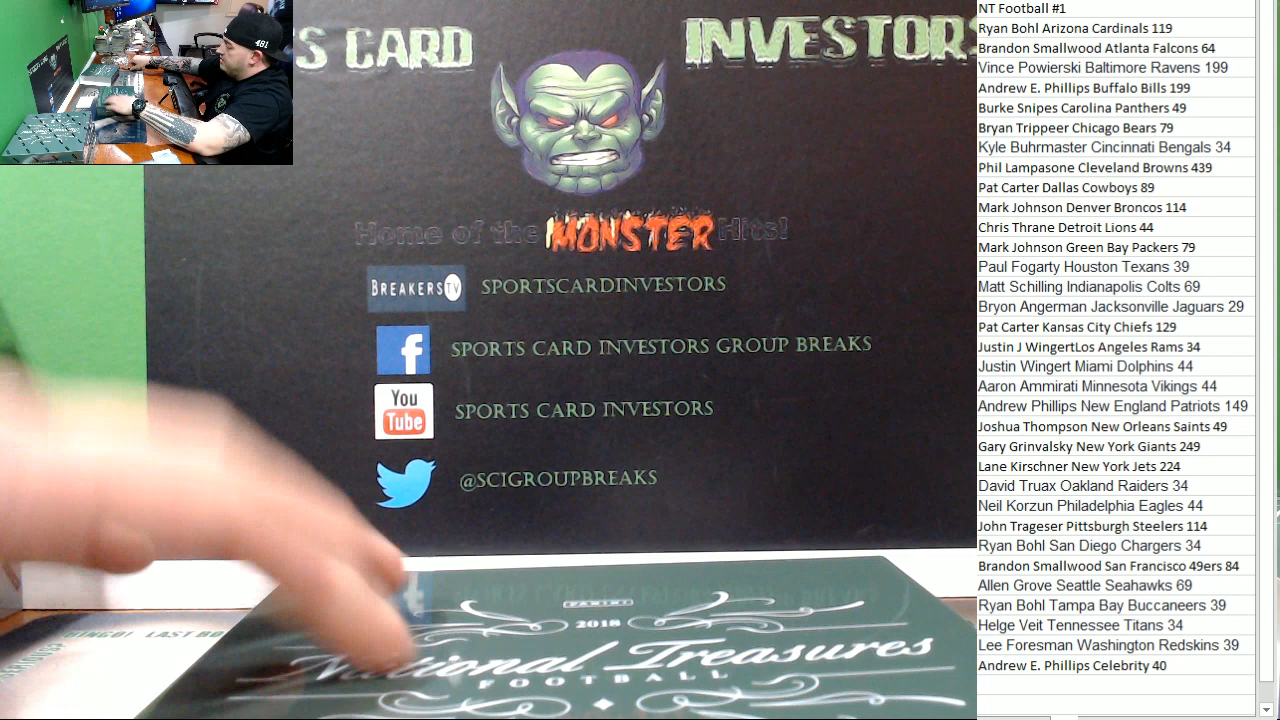 481
S CARD INVESTORS
Home of the MONSTER Hits!
BREAKERS TV SPORTSCARDINVESTORS
f SPORTS CARD INVESTORS GROUP BREAKS
You Tube SPORTS CARD INVESTORS
@SCIGROUPBREAKS
LAST BO
PANINI
2018
National Treasures
FOOTBALL
NT Football #1
Ryan Bohl Arizona Cardinals 119
Brandon Smallwood Atlanta Falcons 64
Vince Powierski Baltimore Ravens 199
Andrew E. Phillips Buffalo Bills 199
Burke Snipes Carolina Panthers 49
Bryan Trippeer Chicago Bears 79
Kyle Buhrmaster Cincinnati Bengals 34
Phil Lampasone Cleveland Browns 439
Pat Carter Dallas Cowboys 89
Mark Johnson Denver Broncos 114
Chris Thrane Detroit Lions 44
Mark Johnson Green Bay Packers 79
Paul Fogarty Houston Texans 39
Matt Schilling Indianapolis Colts 69
Bryon Angerman Jacksonville Jaguars 29
Pat Carter Kansas City Chiefs 129
Justin J WingertLos Angeles Rams 34
Justin Wingert Miami Dolphins 44
Aaron Ammirati Minnesota Vikings 44
Andrew Phillips New England Patriots 149
Joshua Thompson New Orleans Saints 49
Gary Grinvalsky New York Giants 249
Lane Kirschner New York Jets 224
David Truax Oakland Raiders 34
Neil Korzun Philadelphia Eagles 44
John Trageser Pittsburgh Steelers 114
Ryan Bohl San Diego Chargers 34
Brandon Smallwood San Francisco 49ers 84
Allen Grove Seattle Seahawks 69
Ryan Bohl Tampa Bay Buccaneers 39
Helge Veit Tennessee Titans 34
Lee Foresman Washington Redskins 39
Andrew E. Phillips Celebrity 40